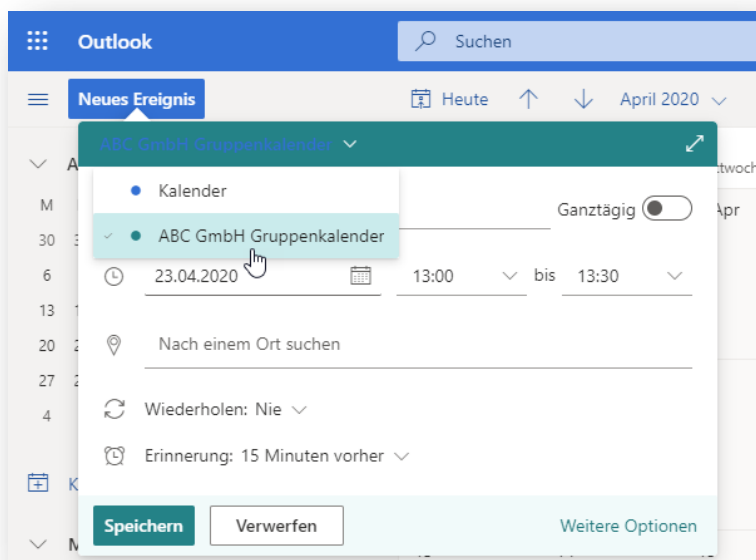 Outlook
Suchen
Neues Ereignis
Heute
April 2020
ABC GmbH Gruppenkalender
A
Kalender
ABC GmbH Gruppenkalender
Ganztägig
Apr
M
30
6
23.04.2020
13:00
bis
13:30
13
20
Nach einem Ort suchen
27
4
Wiederholen: Nie
Erinnerung: 15 Minuten vorher
K
Speichern
Verwerfen
Weitere Optionen
M